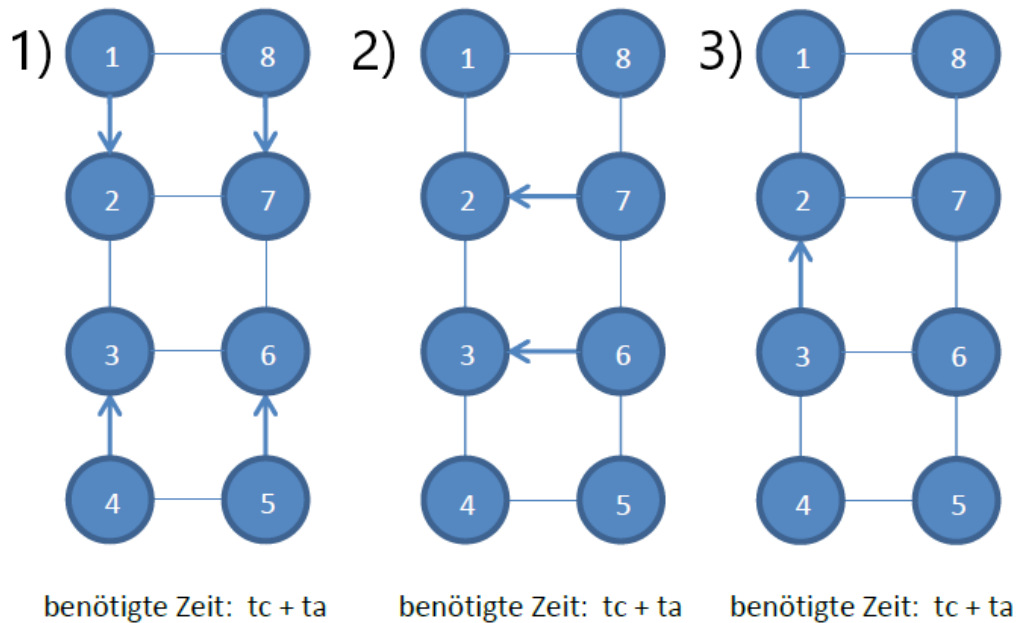 1) 1 8 2) 1 8 3) 1 8
2 7 2 7 2 7
3 6 3 6 3 6
4 5 4 5 4 5
benötigte Zeit: tc + ta benötigte Zeit: tc + ta benötigte Zeit: tc + ta